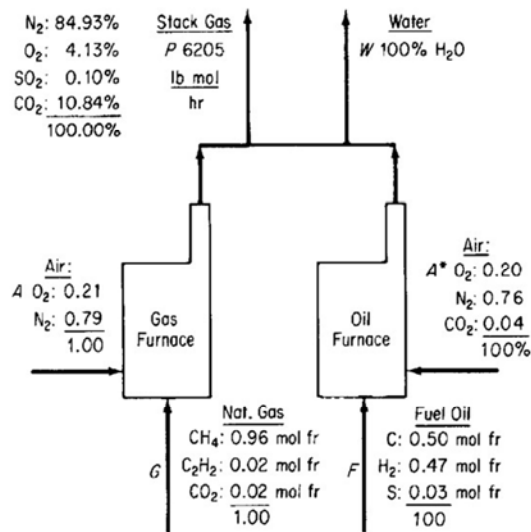 N₂: 84.93%
O₂: 4.13%
SO₂: 0.10%
CO₂: 10.84%
100.00%
Stack Gas
P 6205
lb mol
hr
Water
W 100% H₂O
Air:
A O₂: 0.21
N₂: 0.79
1.00
Gas
Furnace
Oil
Furnace
Air:
A* O₂: 0.20
N₂: 0.76
CO₂: 0.04
100%
G
Nat. Gas
CH₄: 0.96 mol fr
C₂H₂: 0.02 mol fr
CO₂: 0.02 mol fr
1.00
F
Fuel Oil
C: 0.50 mol fr
H₂: 0.47 mol fr
S: 0.03 mol fr
100